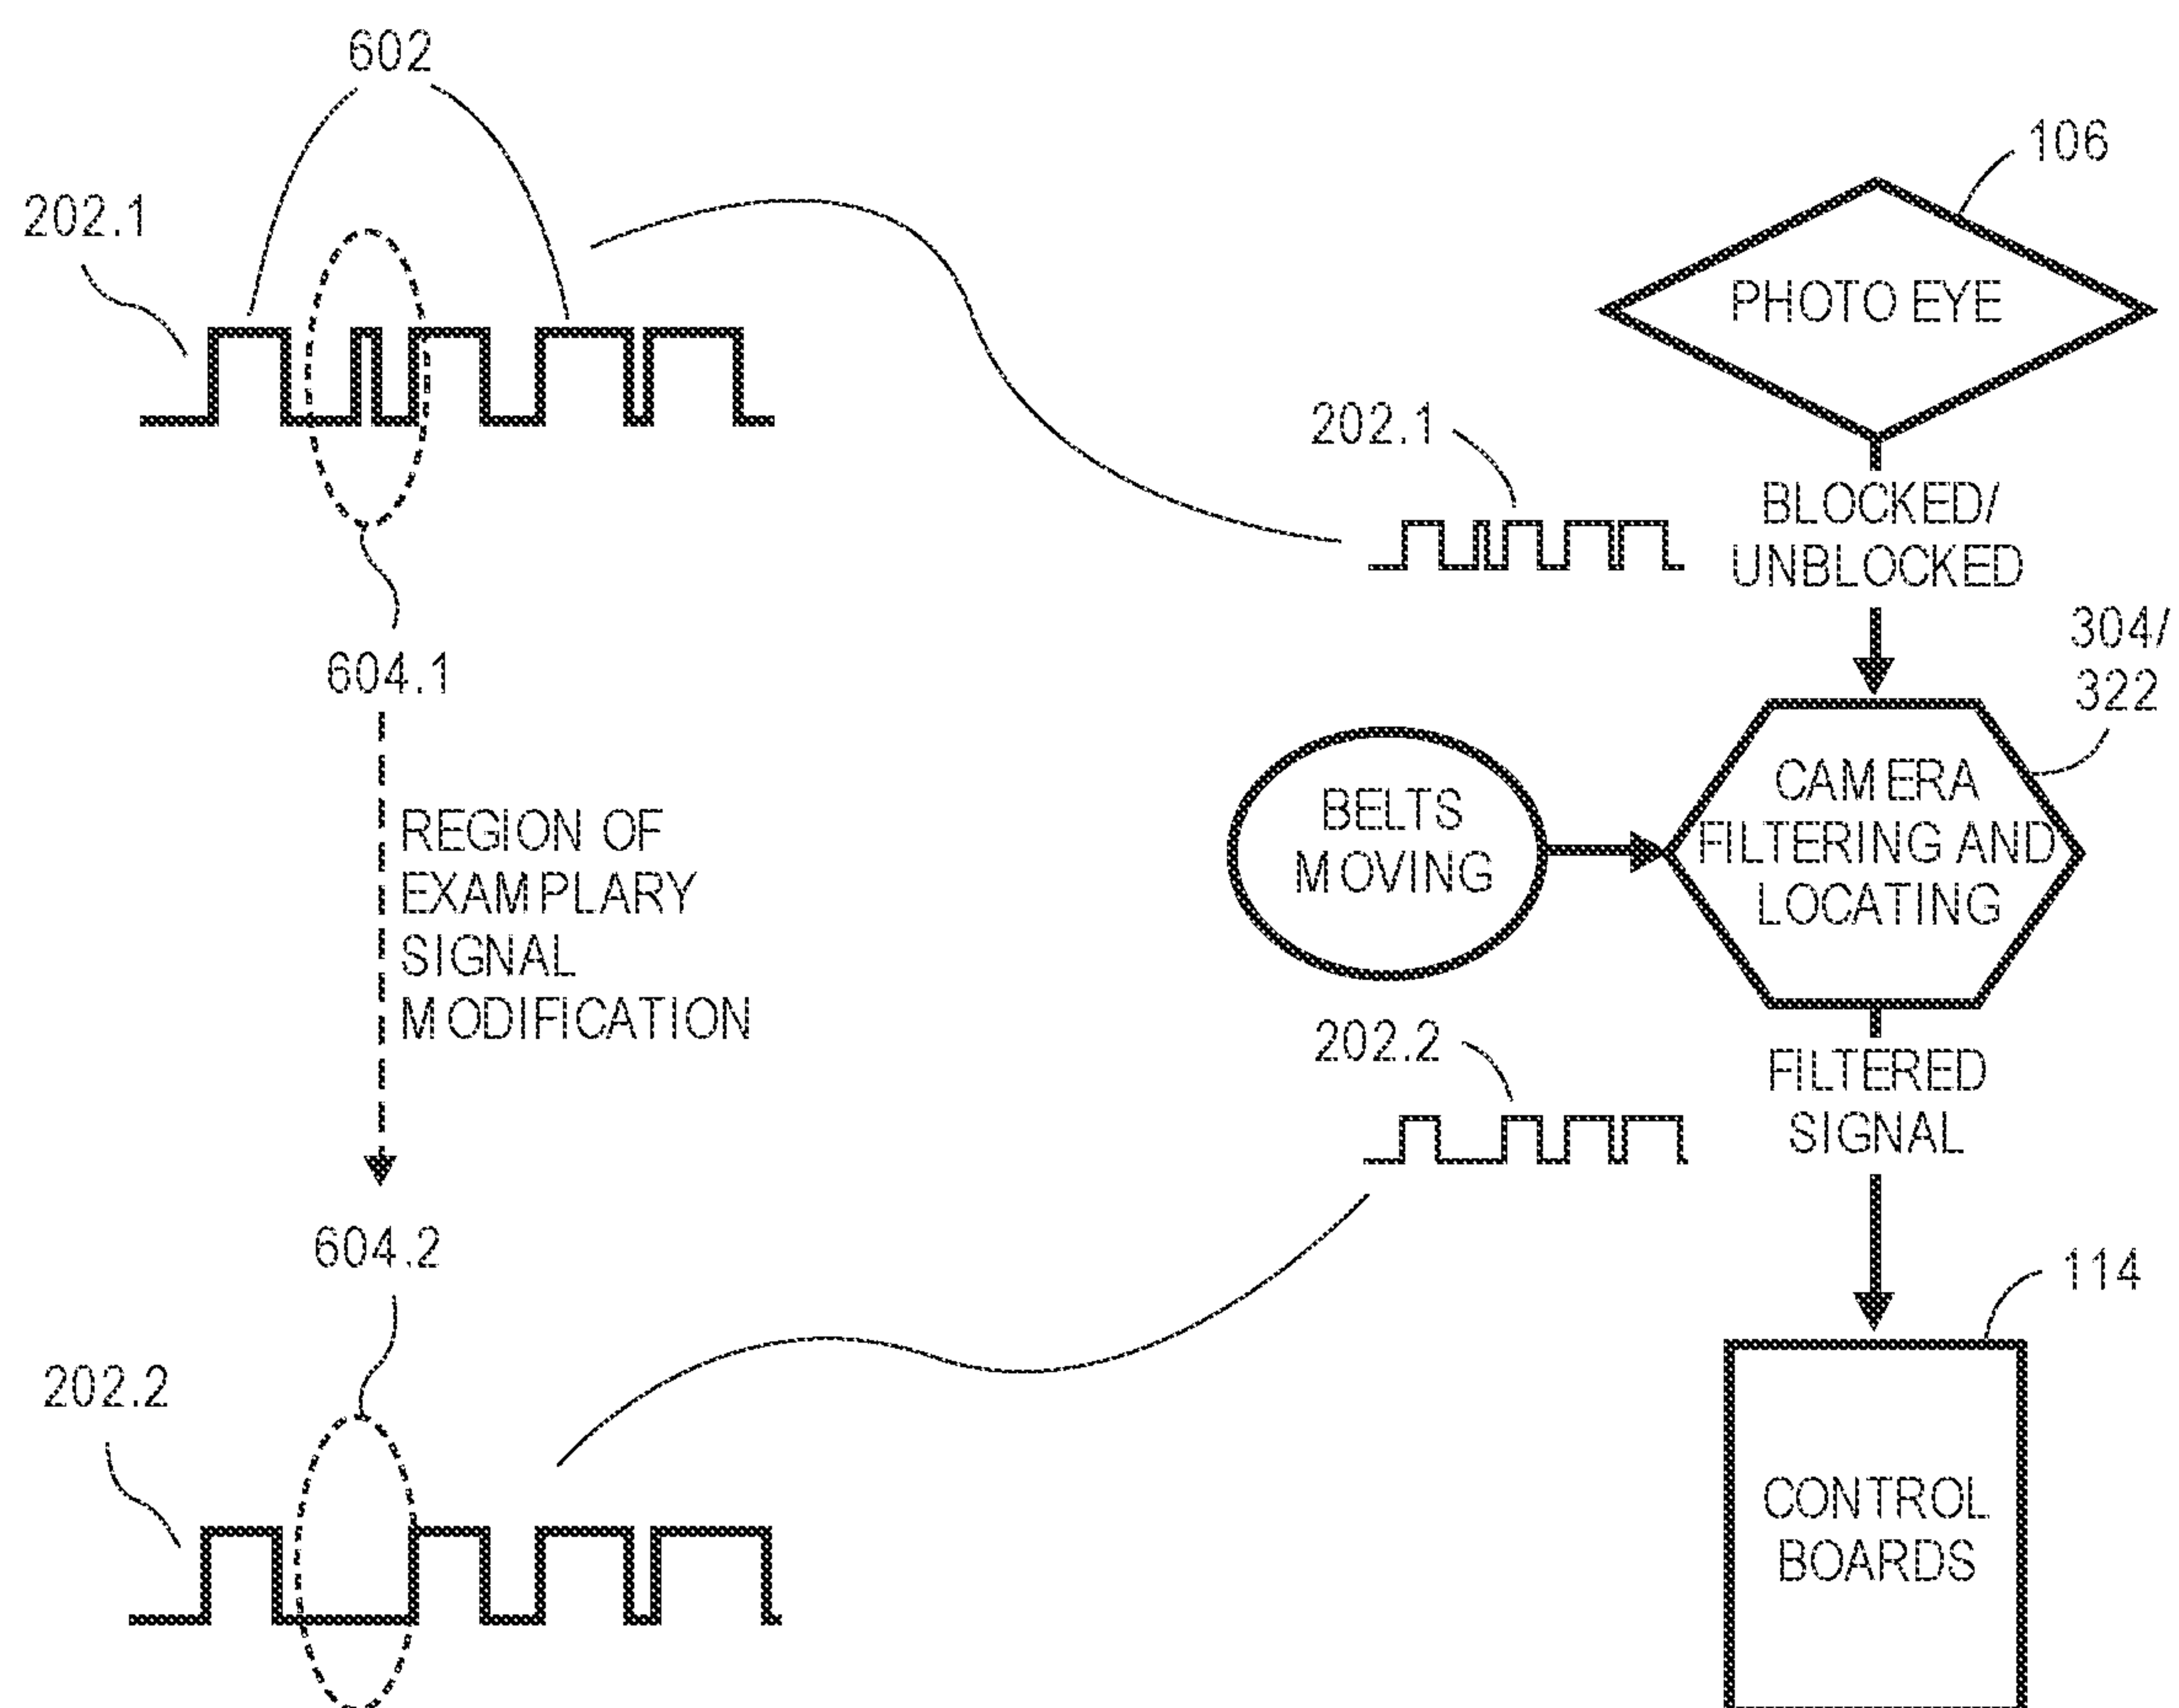 602
106
202.1
PHOTO EYE
202.1
BLOCKED/
UNBLOCKED
304/
322
604.1
BELTS
MOVING
CAMERA
FILTERING AND
LOCATING
REGION OF
EXAMPLARY
SIGNAL
MODIFICATION
202.2
FILTERED
SIGNAL
604.2
114
202.2
CONTROL
BOARDS